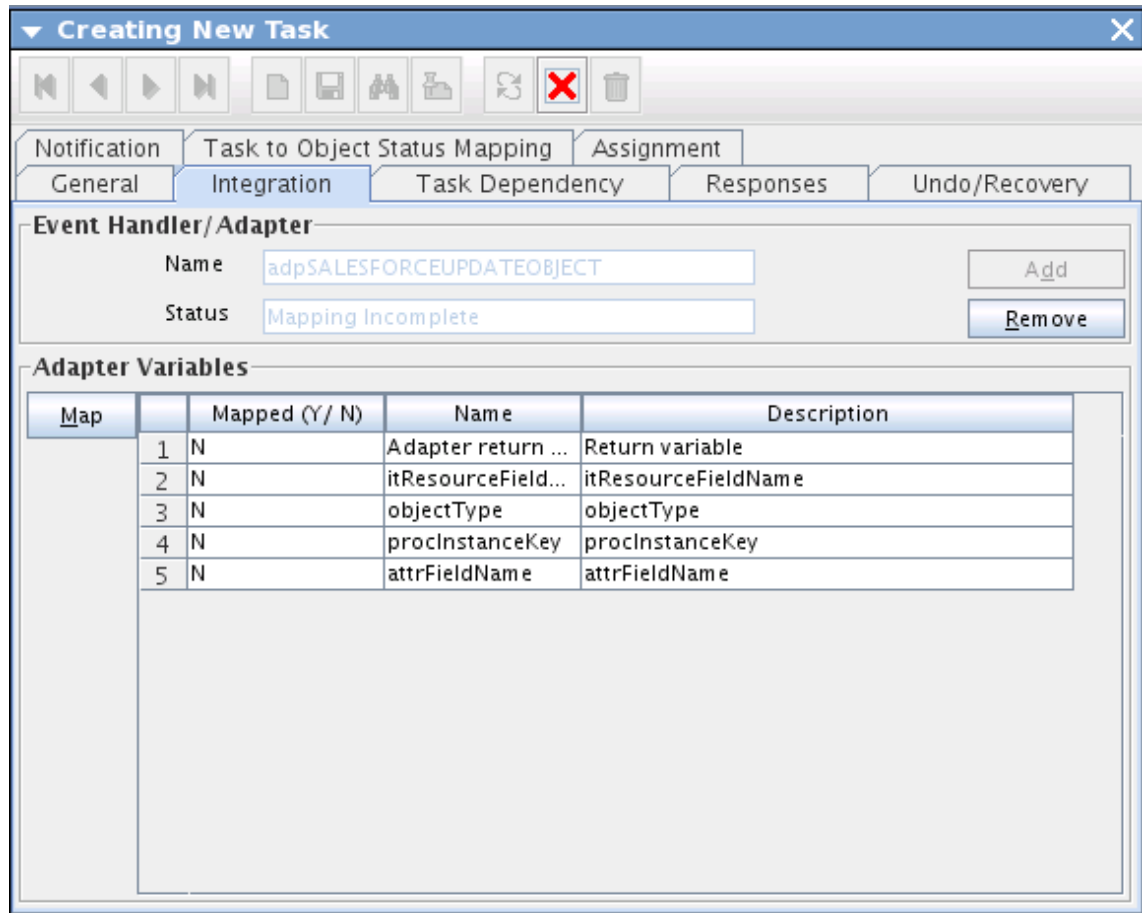 Creating New Task
Notification Task to Object Status Mapping Assignment
General Integration Task Dependency Responses Undo/Recovery
Event Handler/Adapter
Name adpSALESFORCEUPDATEOBJECT Add
Status Mapping Incomplete Remove
Adapter Variables
Map Mapped (Y/ N) Name Description
1 N Adapter return ... Return variable
2 N itResourceField... itResourceFieldName
3 N objectType objectType
4 N procInstanceKey procInstanceKey
5 N attrFieldName attrFieldName